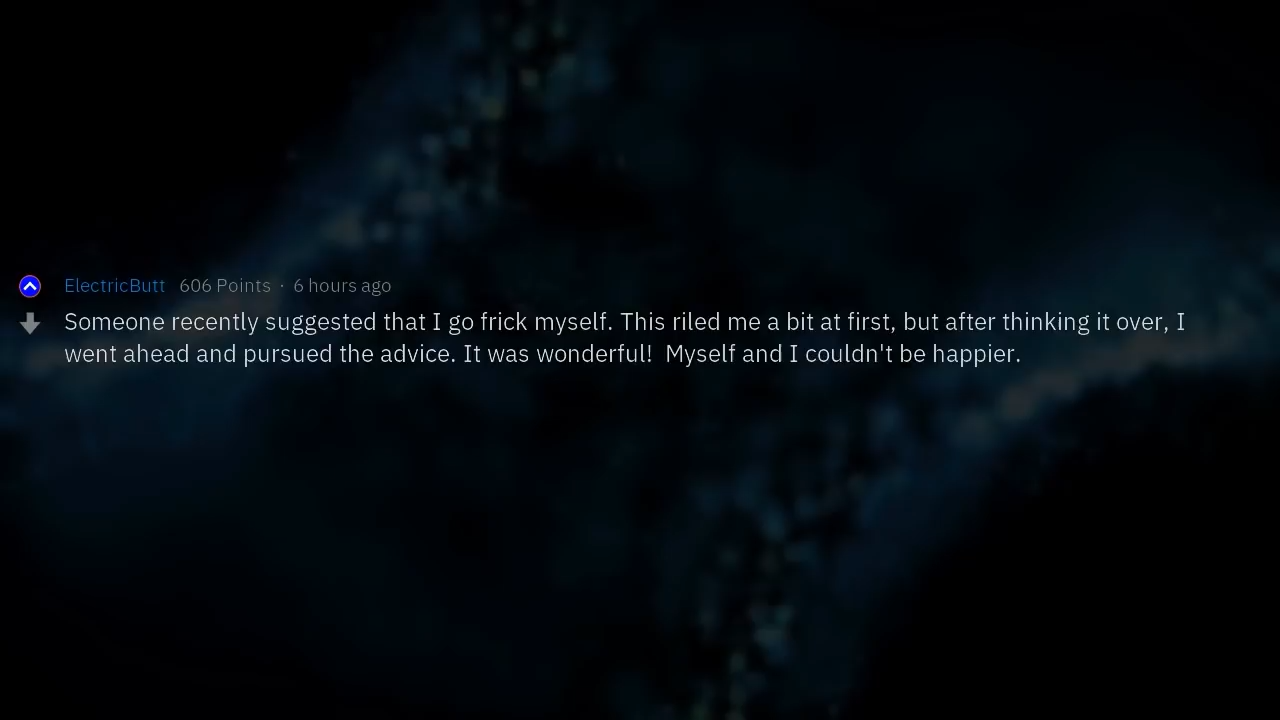 ElectricButt 606 Points · 6 hours ago
Someone recently suggested that I go frick myself. This riled me a bit at first, but after thinking it over, I
went ahead and pursued the advice. It was wonderful!  Myself and I couldn't be happier.